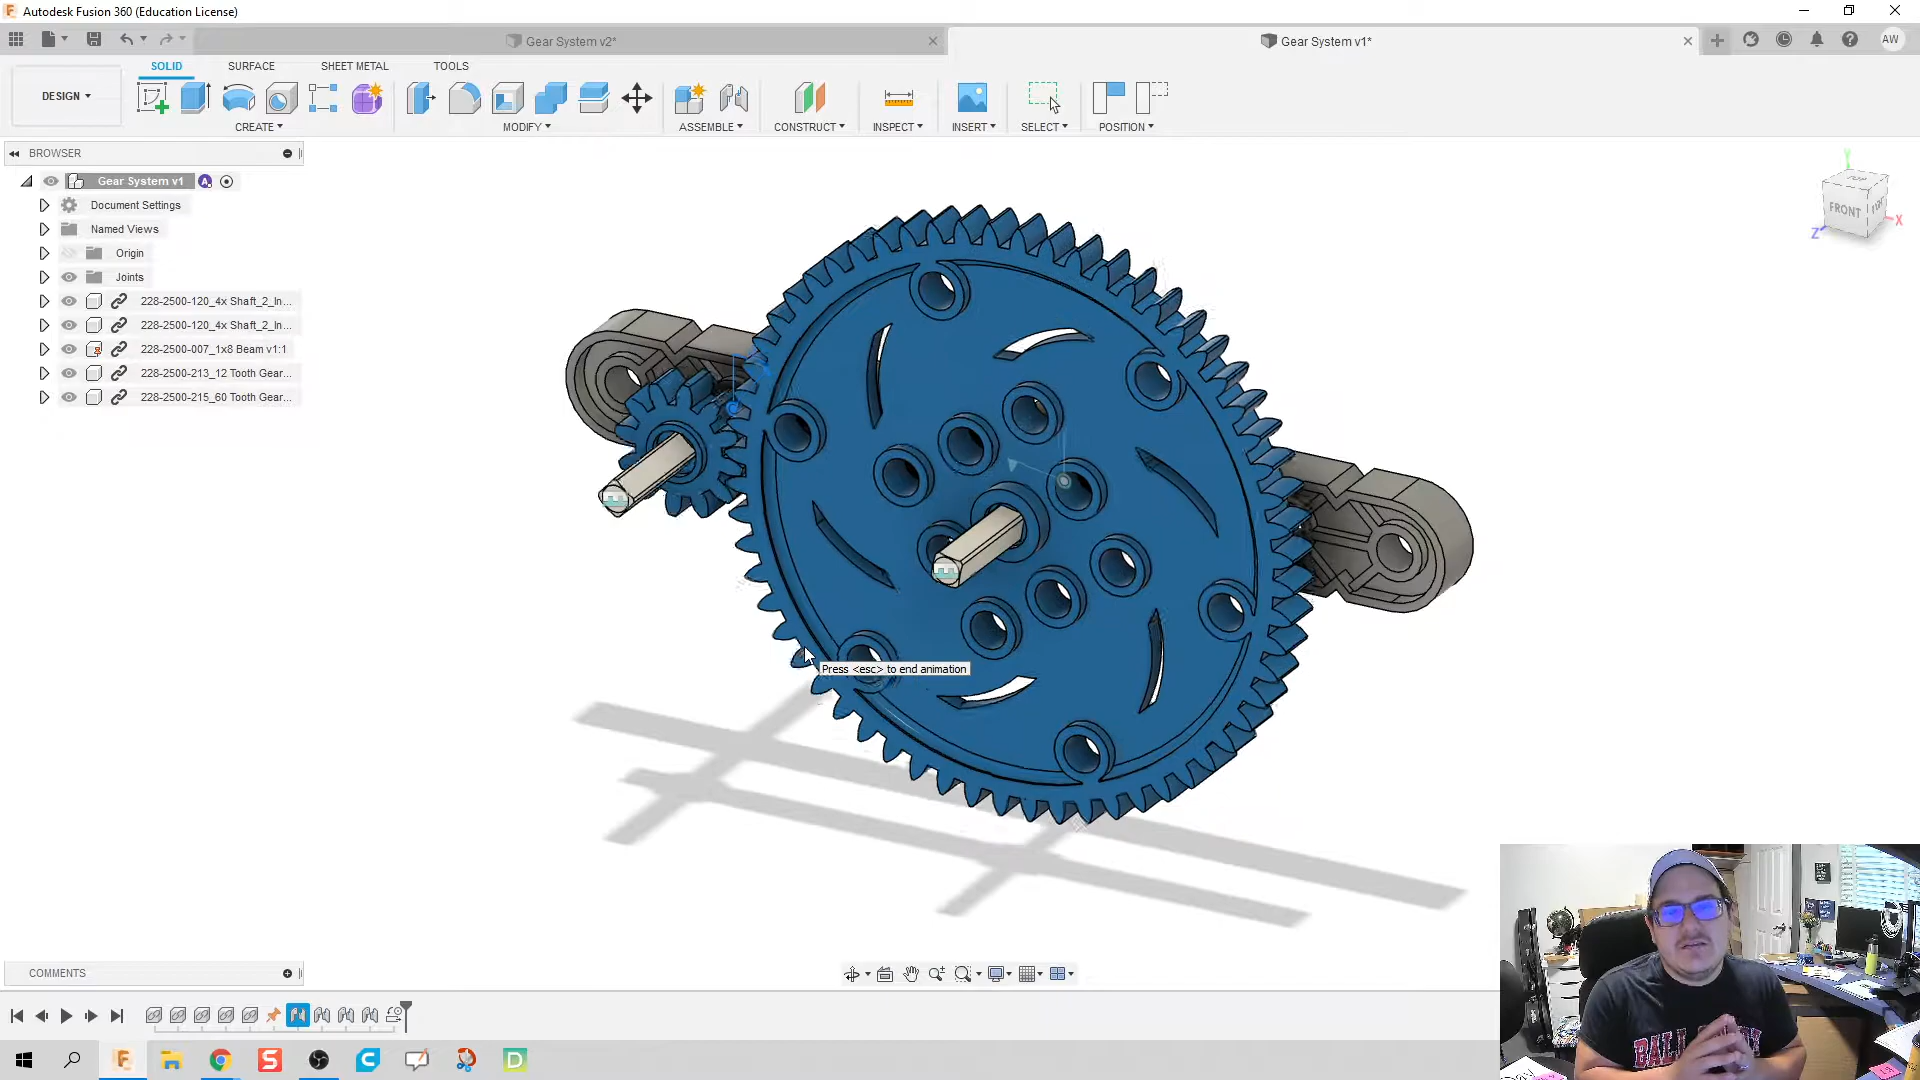 Autodesk Fusion 360 (Education License)
Gear System v2*
Gear System v1*
AW
DESIGN
SOLID
SURFACE
SHEET METAL
TOOLS
CREATE
MODIFY
ASSEMBLE
CONSTRUCT
INSPECT
INSERT
SELECT
POSITION
BROWSER
Gear System v1
Document Settings
Named Views
Origin
Joints
228-2500-120_4x Shaft_2_In...
228-2500-120_4x Shaft_2_In...
228-2500-007_1x8 Beam v1:1
228-2500-213_12 Tooth Gear...
228-2500-215_60 Tooth Gear...
Y
TOP
FRONT
X
Z
Press <esc> to end animation
COMMENTS